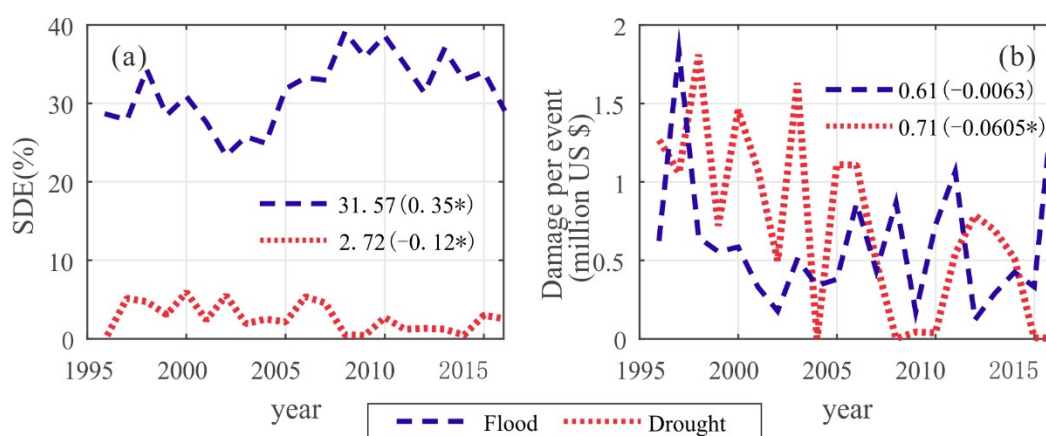 (a)
SDE(%)
40
30
20
10
0
31.57(0.35*)
2.72(-0.12*)
1995
2000
2005
2010
2015
year
(b)
Damage per event
(million US $)
2
1.5
1
0.5
0
0.61(-0.0063)
0.71(-0.0605*)
1995
2000
2005
2010
2015
year
Flood
Drought